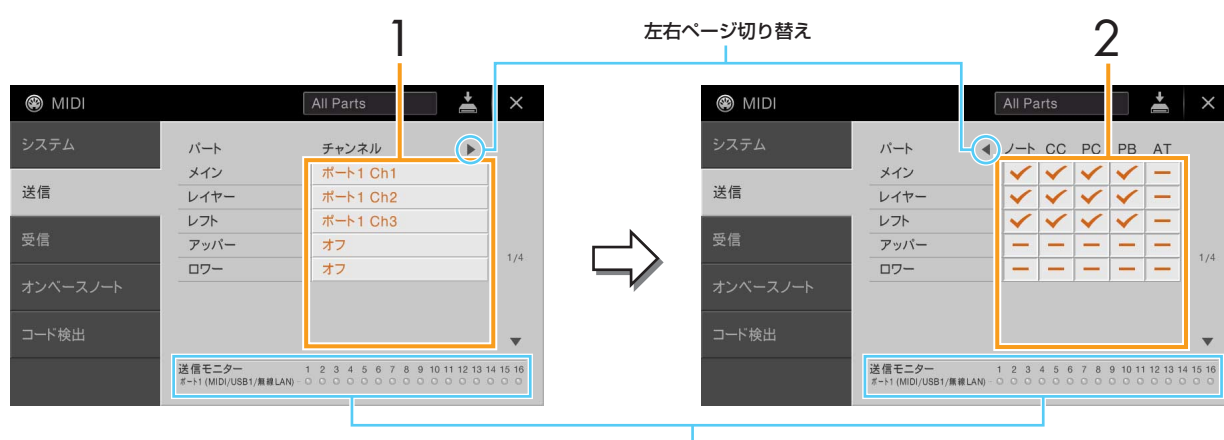 1
左右ページ切り替え
2
MIDI
All Parts
システム
送信
受信
オンベースノート
コード検出
パート
チャンネル
メイン
ポート1 Ch1
レイヤー
ポート1 Ch2
レフト
ポート1 Ch3
アッパー
オフ
ロワー
オフ
1/4
送信モニター
1 2 3 4 5 6 7 8 9 10 11 12 13 14 15 16
ポート1 (MIDI/USB1/無線LAN)
MIDI
All Parts
システム
送信
受信
オンベースノート
コード検出
パート
ノート CC PC PB AT
メイン
レイヤー
レフト
アッパー
ロワー
1/4
送信モニター
1 2 3 4 5 6 7 8 9 10 11 12 13 14 15 16
ポート1 (MIDI/USB1/無線LAN)